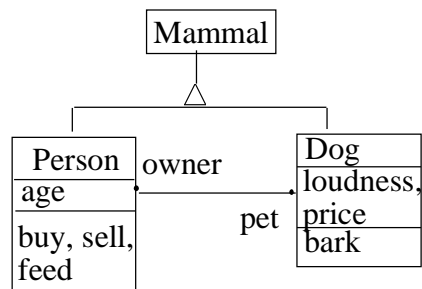 Mammal
Person
age
buy, sell,
feed
owner
pet
Dog
loudness,
price
bark